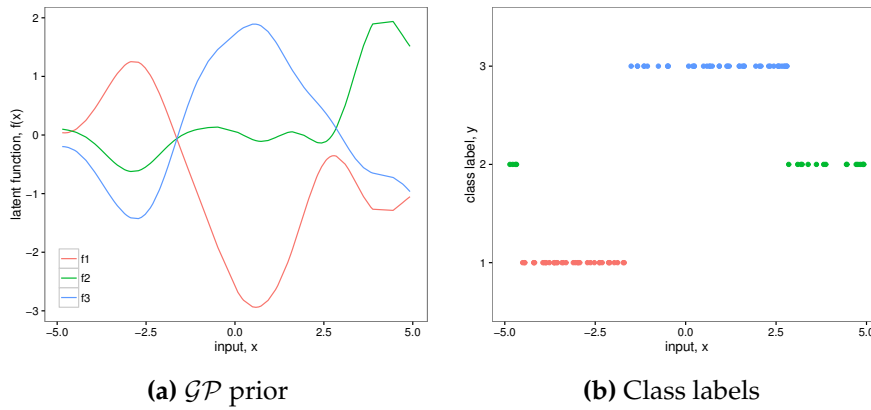 2
1
0
−1
−2
−3
latent function, f(x)
f1
f2
f3
−5.0
−2.5
0.0
2.5
5.0
input, x
(a) 𝒢𝒫 prior
3
2
1
class label, y
−5.0
−2.5
0.0
2.5
5.0
input, x
(b) Class labels